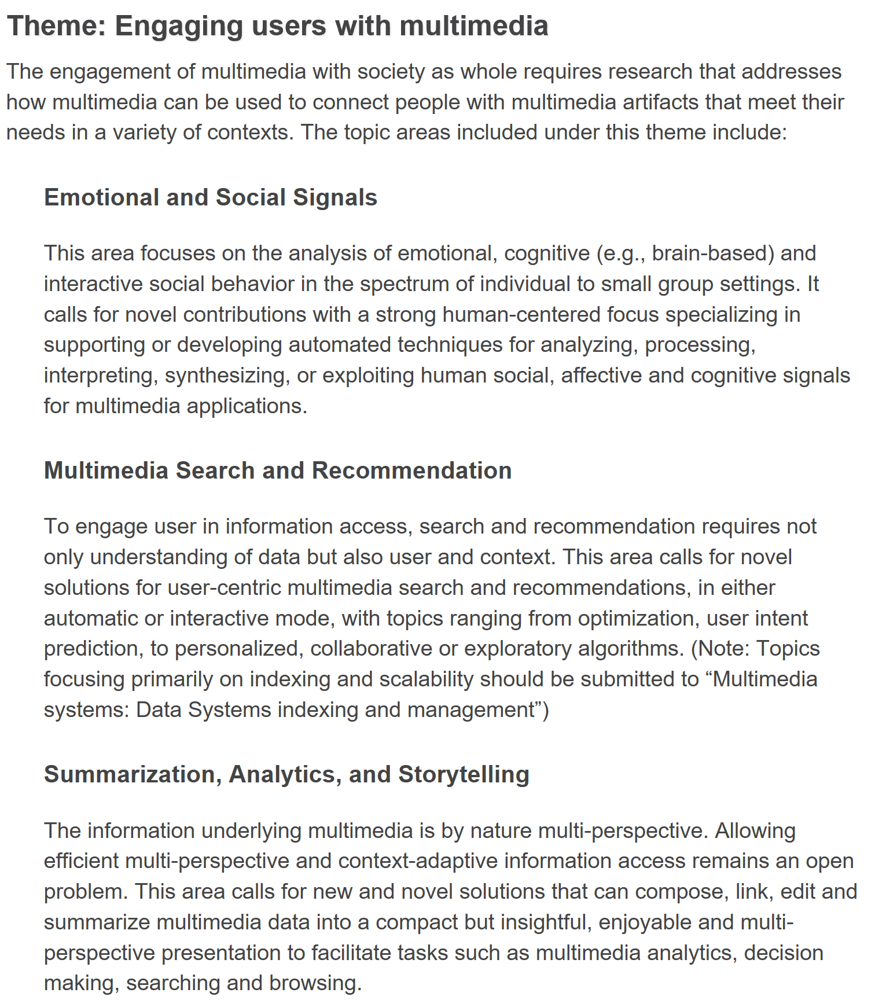 Theme: Engaging users with multimedia
The engagement of multimedia with society as whole requires research that addresses
how multimedia can be used to connect people with multimedia artifacts that meet their
needs in a variety of contexts. The topic areas included under this theme include:
Emotional and Social Signals
This area focuses on the analysis of emotional, cognitive (e.g., brain-based) and
interactive social behavior in the spectrum of individual to small group settings. It
calls for novel contributions with a strong human-centered focus specializing in
supporting or developing automated techniques for analyzing, processing,
interpreting, synthesizing, or exploiting human social, affective and cognitive signals
for multimedia applications.
Multimedia Search and Recommendation
To engage user in information access, search and recommendation requires not
only understanding of data but also user and context. This area calls for novel
solutions for user-centric multimedia search and recommendations, in either
automatic or interactive mode, with topics ranging from optimization, user intent
prediction, to personalized, collaborative or exploratory algorithms. (Note: Topics
focusing primarily on indexing and scalability should be submitted to “Multimedia
systems: Data Systems indexing and management”)
Summarization, Analytics, and Storytelling
The information underlying multimedia is by nature multi-perspective. Allowing
efficient multi-perspective and context-adaptive information access remains an open
problem. This area calls for new and novel solutions that can compose, link, edit and
summarize multimedia data into a compact but insightful, enjoyable and multi-
perspective presentation to facilitate tasks such as multimedia analytics, decision
making, searching and browsing.